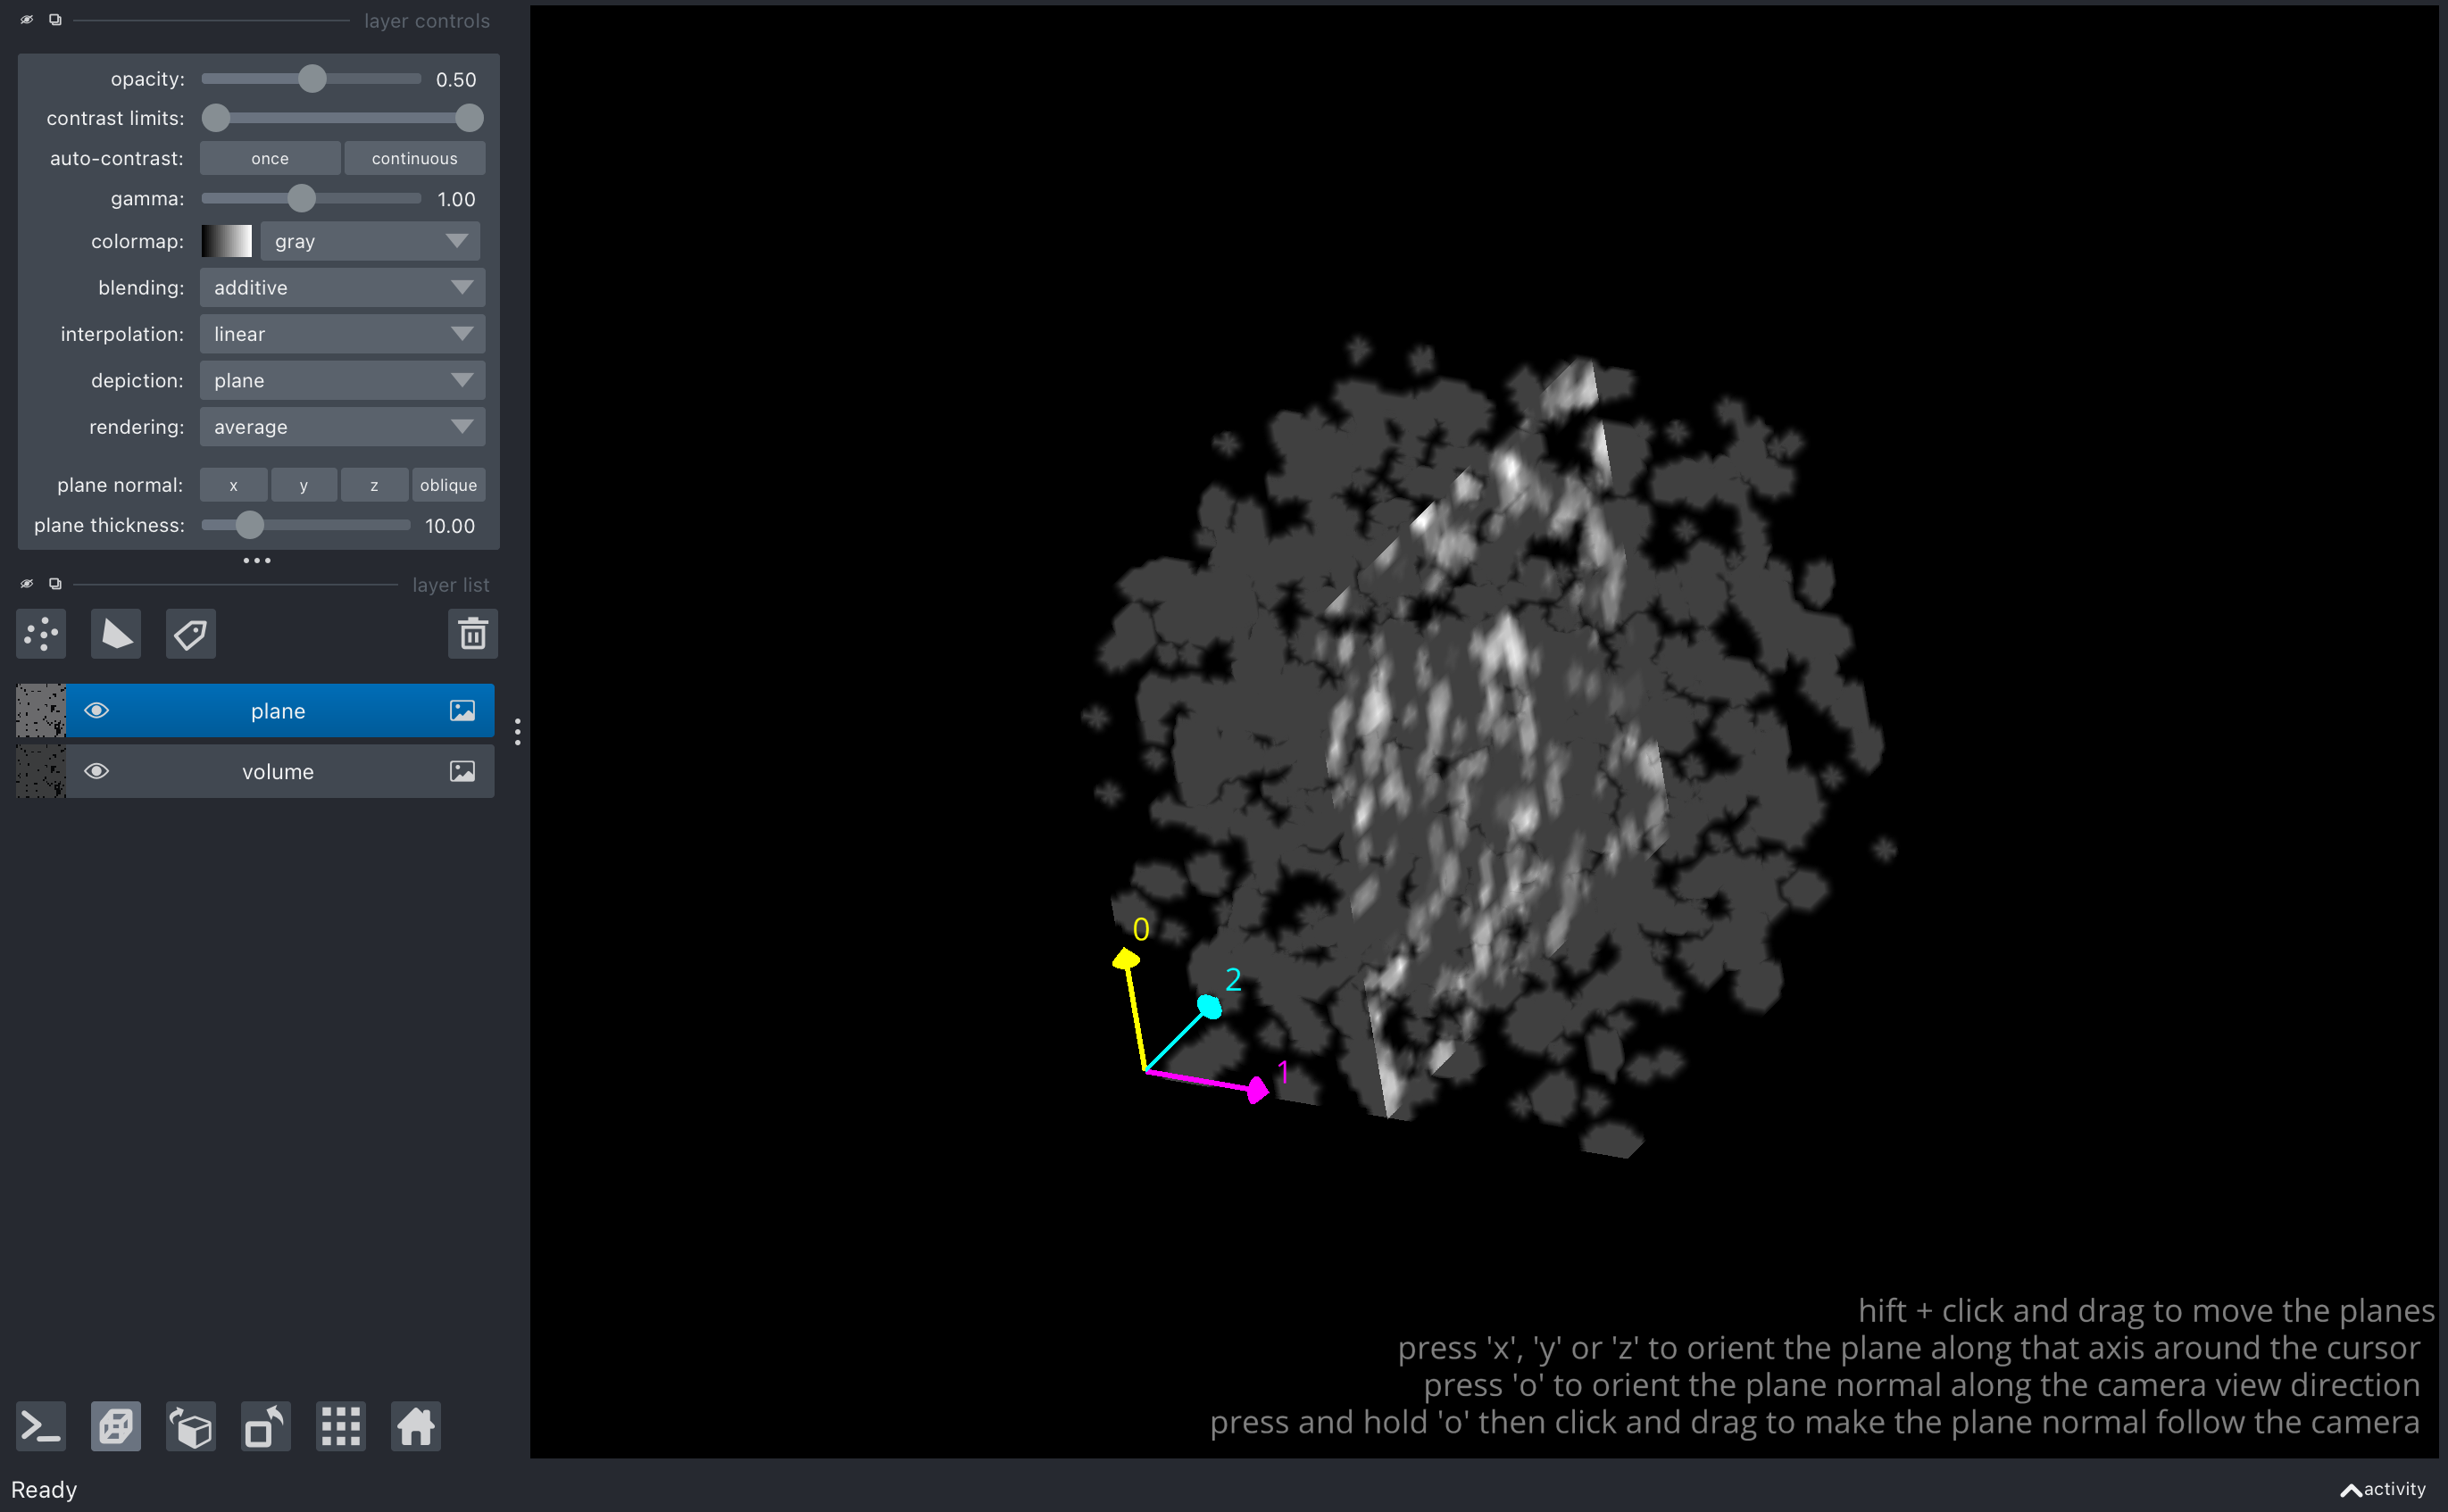 layer controls
opacity: 0.50
contrast limits:
auto-contrast: once continuous
gamma: 1.00
colormap: gray
blending: additive
interpolation: linear
depiction: plane
rendering: average
plane normal: x y z oblique
plane thickness: 10.00
layer list
plane
volume
0
2
1
hift + click and drag to move the planes
press 'x', 'y' or 'z' to orient the plane along that axis around the cursor
press 'o' to orient the plane normal along the camera view direction
press and hold 'o' then click and drag to make the plane normal follow the camera
Ready
activity